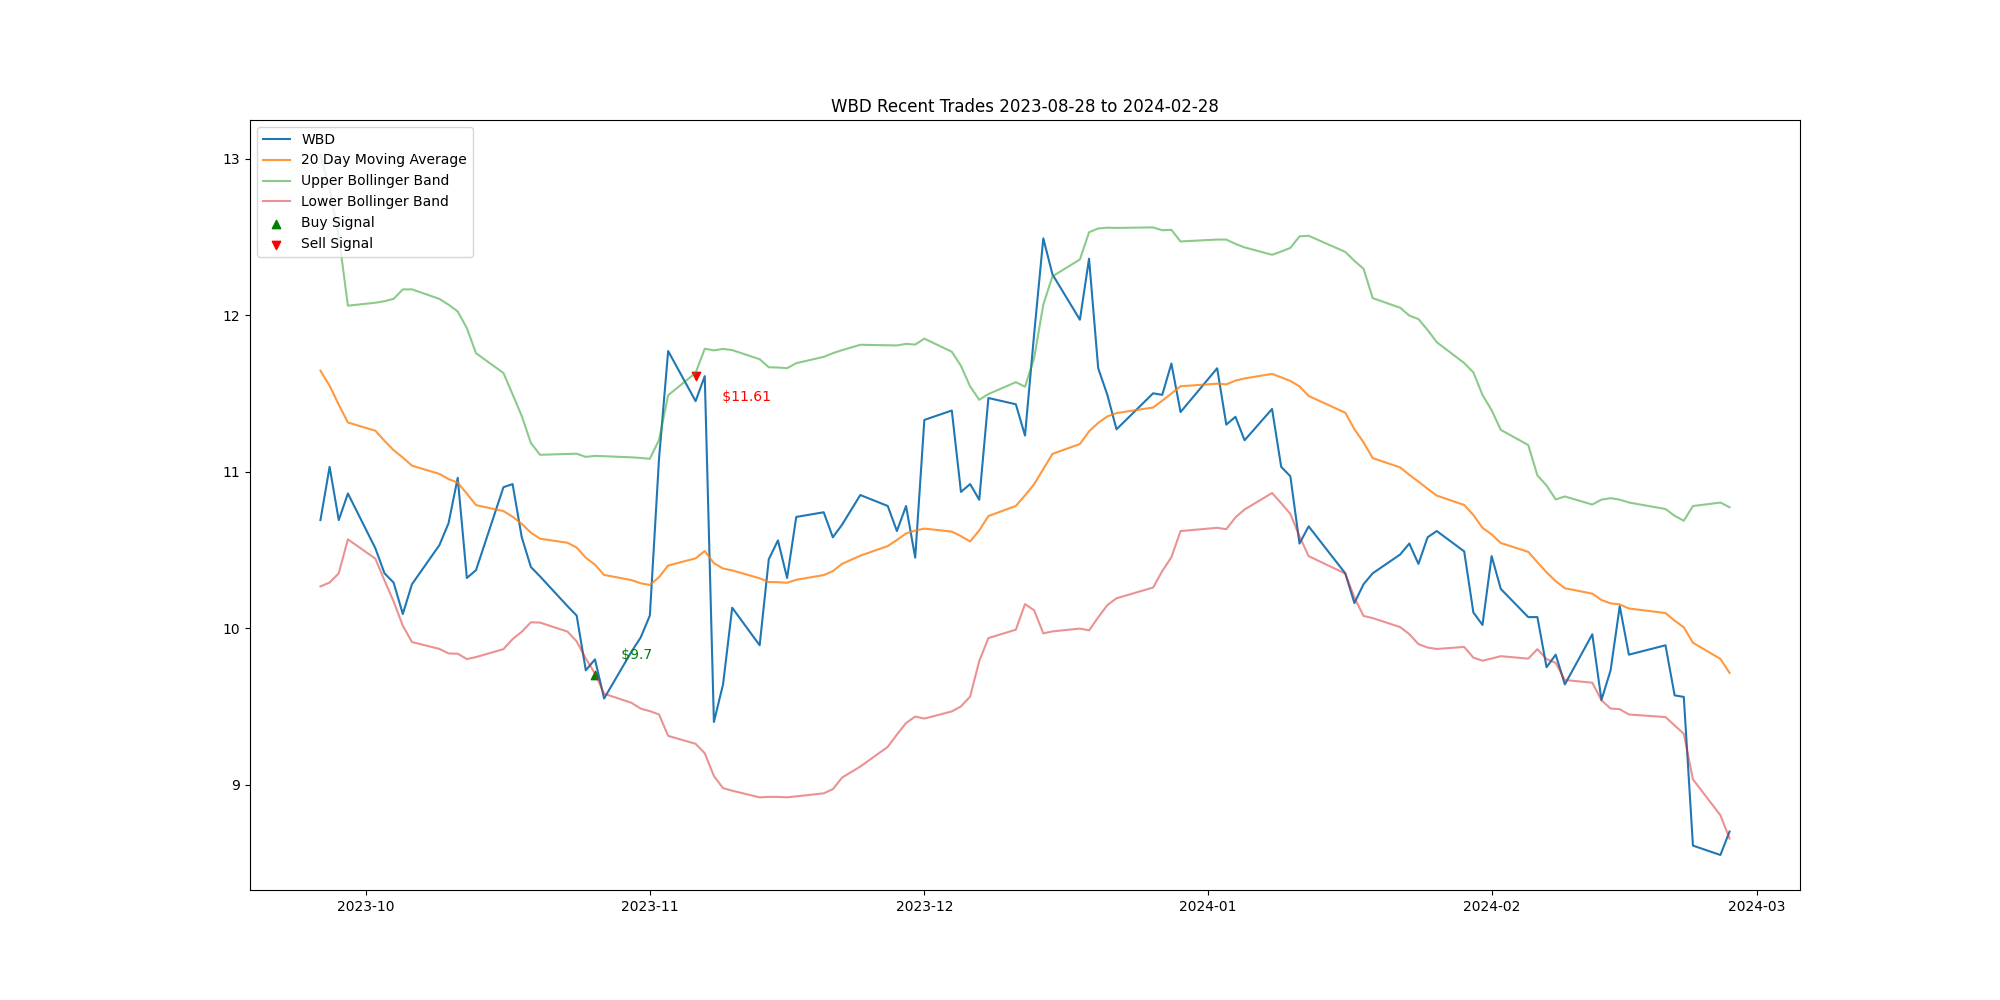 WBD Recent Trades 2023-08-28 to 2024-02-28
WBD
20 Day Moving Average
Upper Bollinger Band
Lower Bollinger Band
Buy Signal
Sell Signal
13
12
11
10
9
$11.61
$9.7
2023-10
2023-11
2023-12
2024-01
2024-02
2024-03